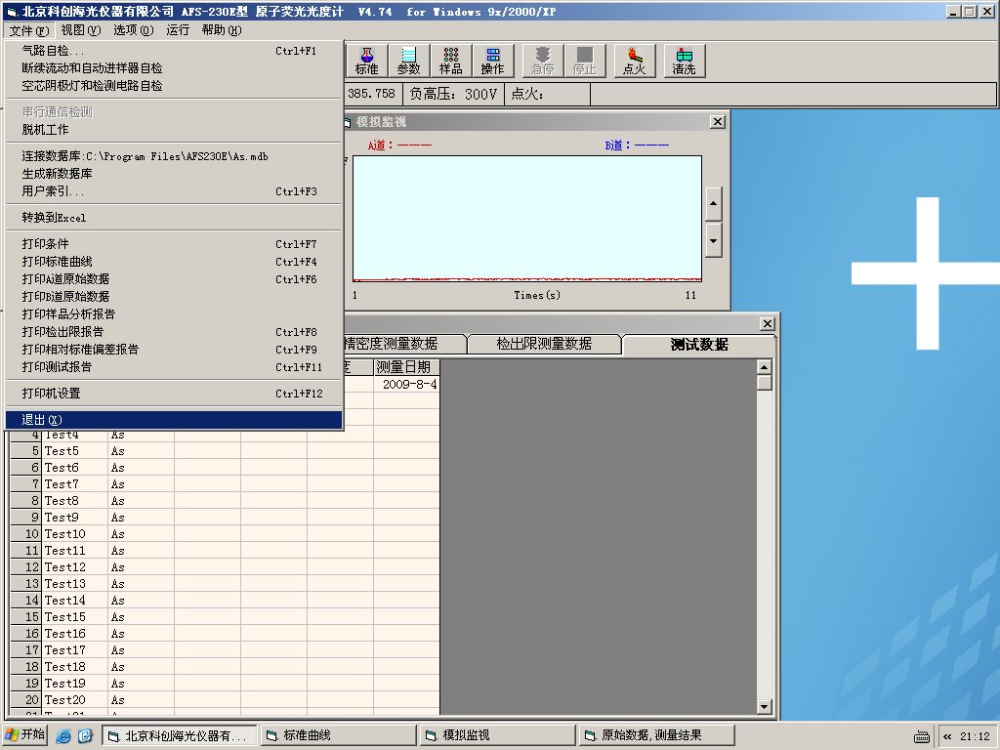 北京科创海光仪器有限公司 AFS-230E型 原子荧光光度计 V4.74 for Windows 9x/2000/XP
文件(F) 视图(V) 选项(O) 运行 帮助(H)
气路自检... Ctrl+F1
断续流动和自动进样器自检
空芯阴极灯和检测电路自检
串行通信检测
脱机工作
连接数据库:C:\Program Files\AFS230E\As.mdb
生成新数据库
用户索引... Ctrl+F3
转换到Excel
打印条件 Ctrl+F7
打印标准曲线 Ctrl+F4
打印A道原始数据 Ctrl+F6
打印B道原始数据
打印样品分析报告
打印检出限报告 Ctrl+F8
打印相对标准偏差报告 Ctrl+F9
打印测试报告 Ctrl+F11
打印机设置 Ctrl+F12
退出(X)
标准 参数 样品 操作 急停 停止 点火 清洗
385.758 负高压: 300V 点火:
模拟监视
A道:——— B道:———
1 Times(s) 11
精密度测量数据 检出限测量数据 测试数据
度 测量日期
2009-8-4
4 Test4 As
5 Test5 As
6 Test6 As
7 Test7 As
8 Test8 As
9 Test9 As
10 Test10 As
11 Test11 As
12 Test12 As
13 Test13 As
14 Test14 As
15 Test15 As
16 Test16 As
17 Test17 As
18 Test18 As
19 Test19 As
20 Test20 As
开始 北京科创海光仪器有... 标准曲线 模拟监视 原始数据,测量结果 « 21:12